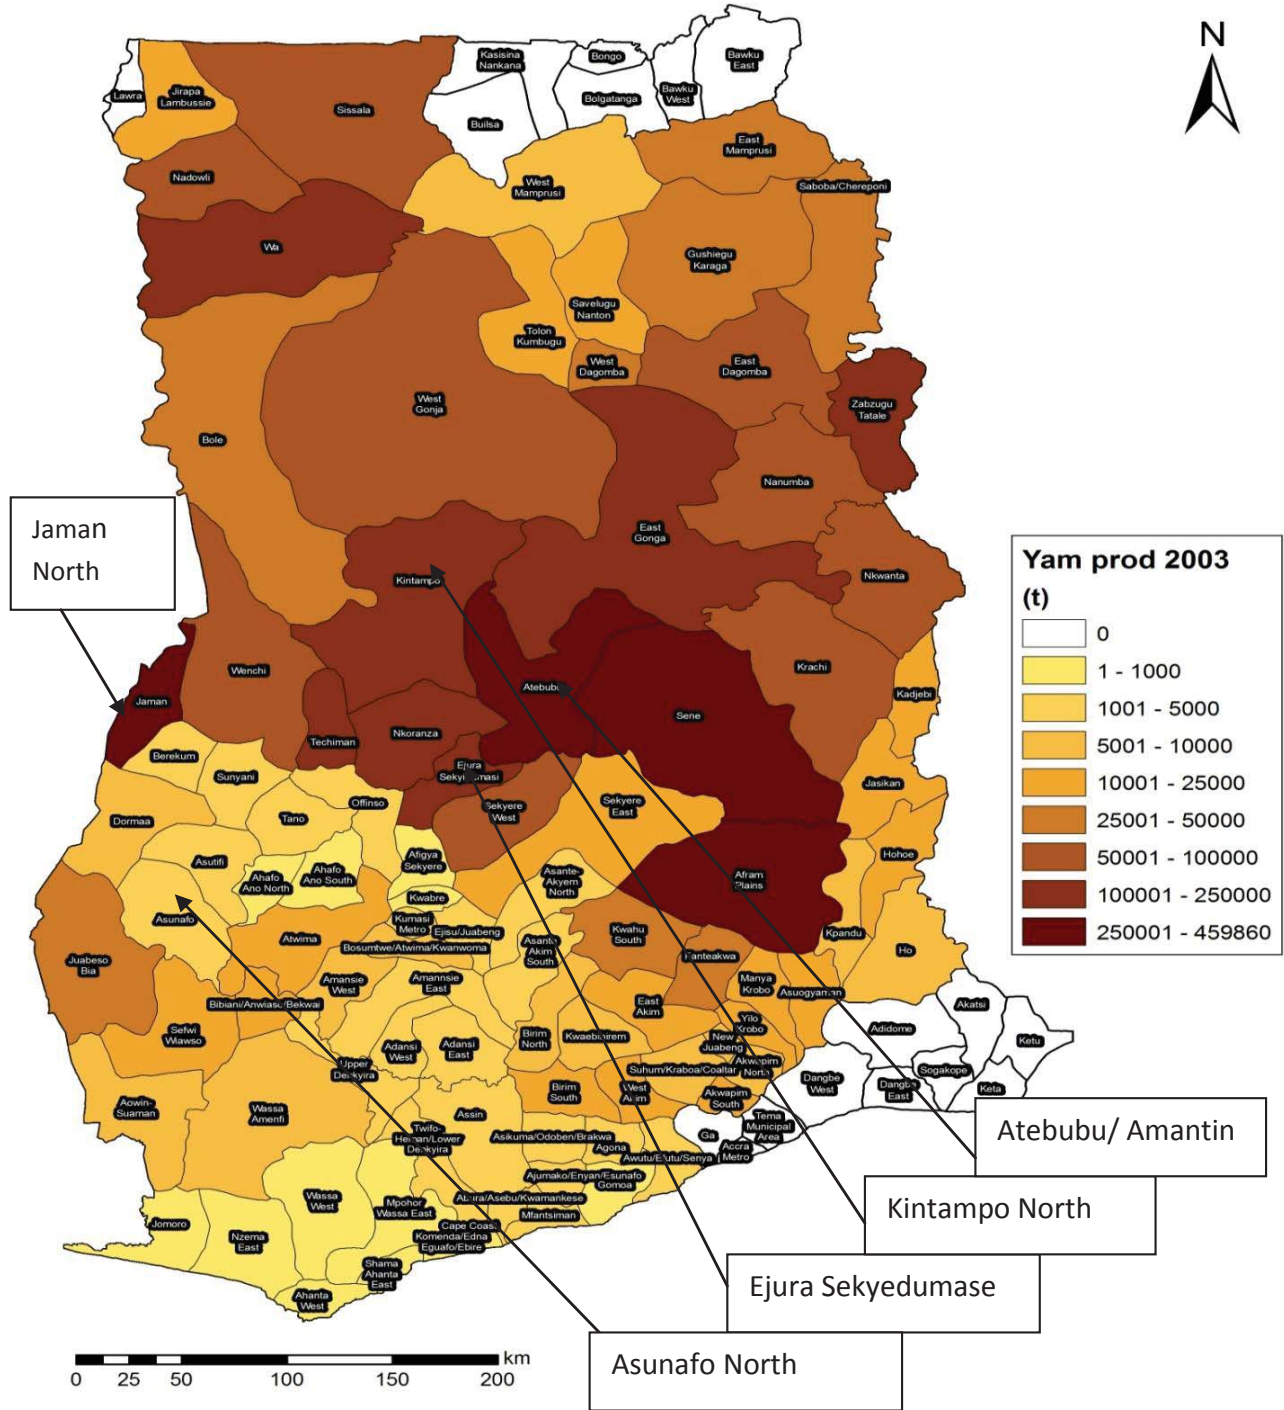 N
Kasisina
Nankana
Bongo
Bawku
East
Lawra
Jirapa
Lambussie
Sissala
Bolgatanga
Bawku
West
Builsa
East
Mamprusi
Nadowli
West
Mamprusi
Saboba/Chereponi
Wa
Gushiegu
Karaga
Savelugu
Nanton
Tolon
Kumbugu
West
Dagomba
East
Dagomba
West
Gonja
Zabzugu
Tatale
Bole
Nanumba
Jaman
North
East
Gonga
Kintampo
Nkwanta
Yam prod 2003
(t)
0
1 - 1000
1001 - 5000
5001 - 10000
10001 - 25000
25001 - 50000
50001 - 100000
100001 - 250000
250001 - 459860
Wenchi
Krachi
Kadjebi
Jaman
Atebubu
Sene
Nkoranza
Techiman
Berekum
Sunyani
Ejura
Jasikan
Offinso
Sekyere
West
Sekyere
East
Tano
Dormaa
Asutifi
Ahafo
Ano North
Ahafo
Ano South
Afigya
Sekyere
Hohoe
Asante-
Akyem
North
Afram
Plains
Kwabre
Asunafo
Kumasi
Metro
Ejisu/Juabeng
Atwima
Bosumtwe/Atwima/Kwanwoma
Asante
Akim
South
Kwahu
South
Kpandu
Ho
Fanteakwa
Juabeso
Bia
Amansie
West
Amannsie
East
Manya
Krobo
Asuogyaman
Bibiani/Anwiaso/Bekwai
East
Akim
Akatsi
Sefwi
Wiawso
Adansi
West
Adansi
East
Birim
North
Kwaebibirem
Yilo
Krobo
New
Juabeng
Adidome
Ketu
Upper
Denkyira
Suhum/Kraboa/Coaltar
Akwapim
North
Sogakope
Dangbe
West
Dangbe
East
Keta
Aowin-
Suaman
Wassa
Amenfi
Birim
South
West
Akim
Akwapim
South
Assin
Tema
Municipal
Area
Twifo-
Heman/Lower
Denkyira
Asikuma/Odoben/Brakwa
Agona
Ga
Accra
Metro
Awutu/Efutu/Senya
Atebubu/ Amantin
Ajumako/Enyan/Esunafo
Gomoa
Wassa
West
Mpohor
Wassa East
Abura/Asebu/Kwamankese
Mfantsiman
Kintampo North
Jomoro
Nzema
East
Cape Coast
Komenda/Edna
Eguafo/Ebire
Shama
Ahanta
East
Ahanta
West
Ejura Sekyedumase
Asunafo North
km
0 25 50 100 150 200